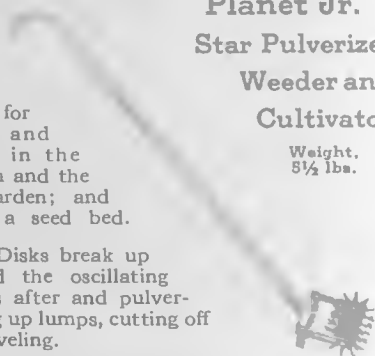 Planet Jr.
Star Pulverize
Weeder an
Cultivato
Weight,
5½ lbs.
for
and
in the
and the
arden; and
a seed bed.
Disks break up
the oscillating
after and pulver-
up lumps, cutting off
veling.